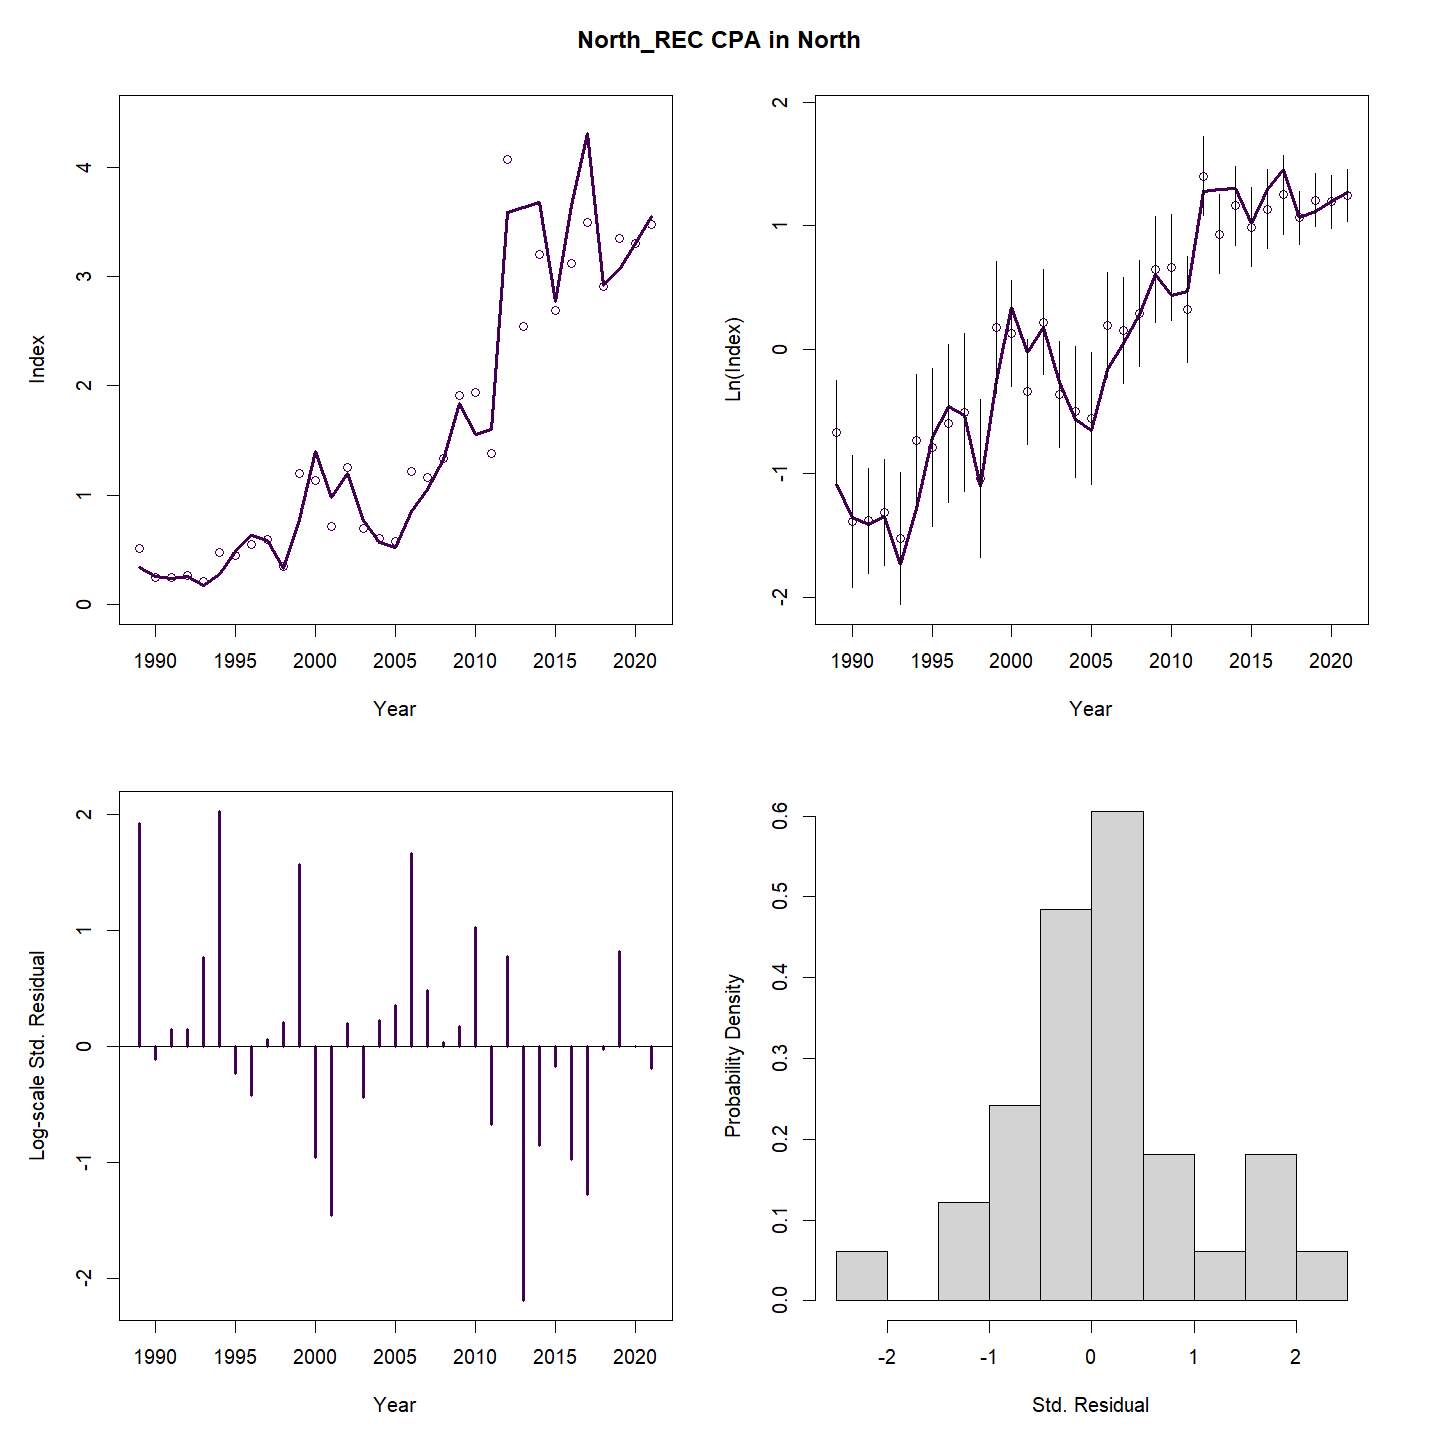 North_REC CPA in North
Index
4
3
2
1
0
1990 1995 2000 2005 2010 2015 2020
Year
Ln(Index)
2
1
0
-1
-2
1990 1995 2000 2005 2010 2015 2020
Year
Log-scale Std. Residual
2
1
0
-1
-2
1990 1995 2000 2005 2010 2015 2020
Year
Probability Density
0.6
0.5
0.4
0.3
0.2
0.1
0.0
-2 -1 0 1 2
Std. Residual